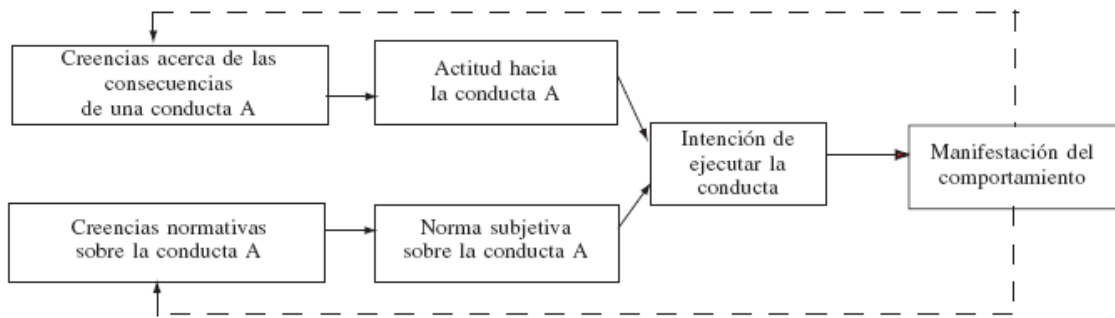 Creencias acerca de las
consecuencias
de una conducta A
Actitud hacia
la conducta A
Intención de
ejecutar la
conducta
Manifestación del
comportamiento
Creencias normativas
sobre la conducta A
Norma subjetiva
sobre la conducta A